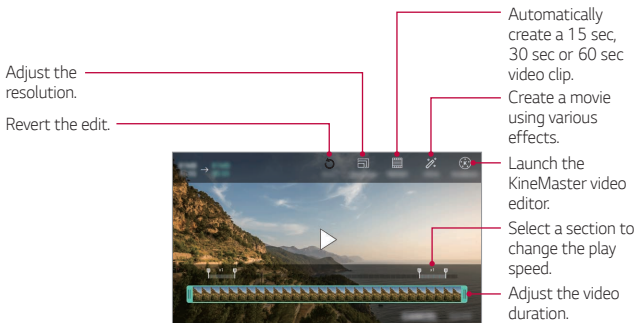 Adjust the
resolution.
Revert the edit.
Automatically
create a 15 sec,
30 sec or 60 sec
video clip.
Create a movie
using various
effects.
Launch the
KineMaster video
editor.
Select a section to
change the play
speed.
Adjust the video
duration.
x1
x1